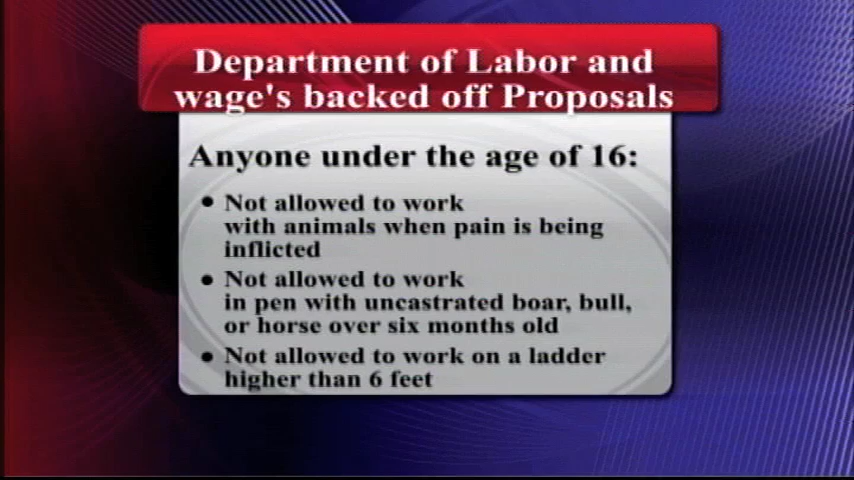 Department of Labor and
wage's backed off Proposals
Anyone under the age of 16:
• Not allowed to work
with animals when pain is being
inflicted
• Not allowed to work
in pen with uncastrated boar, bull,
or horse over six months old
• Not allowed to work on a ladder
higher than 6 feet